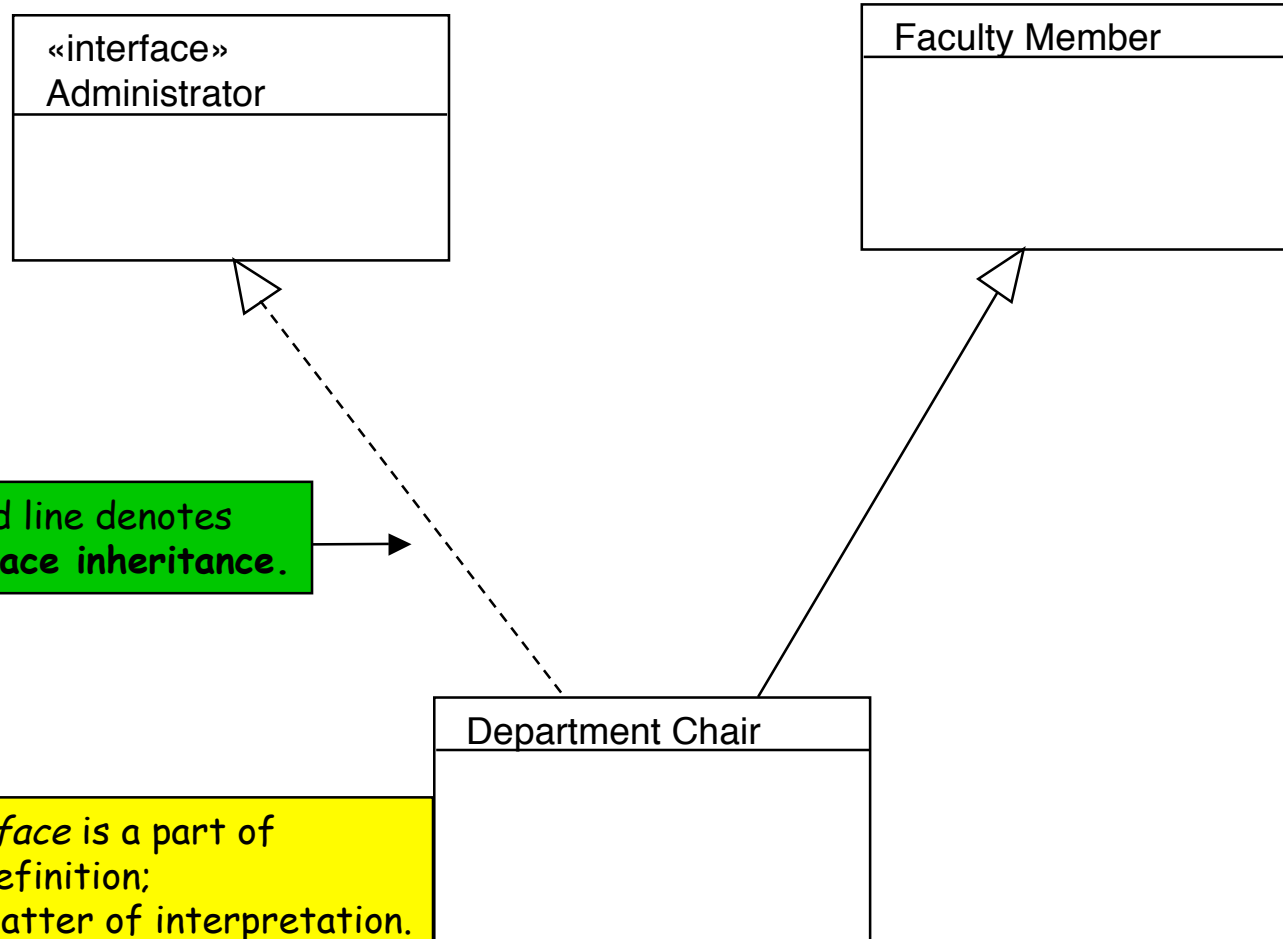 «interface»
Administrator
Faculty Member
d line denotes
ace inheritance.
Department Chair
face is a part of
efinition;
atter of interpretation.